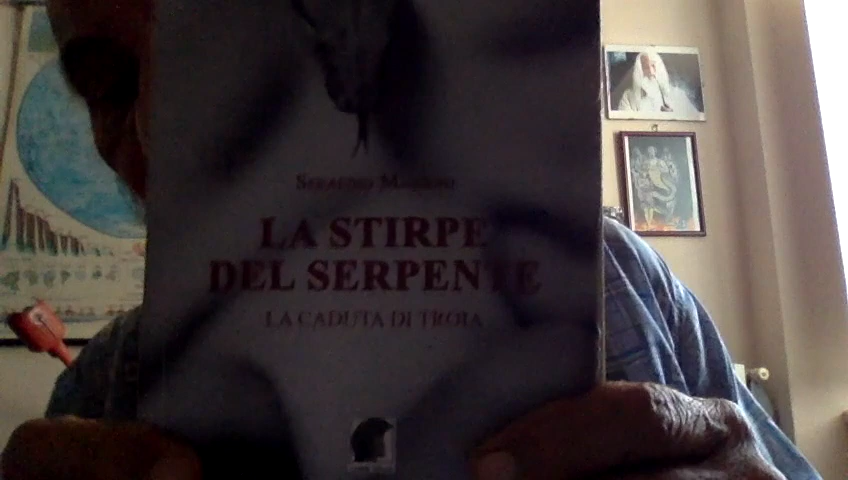 LA STIRPE
DEL SERPENTE
LA CADUTA DI TROIA